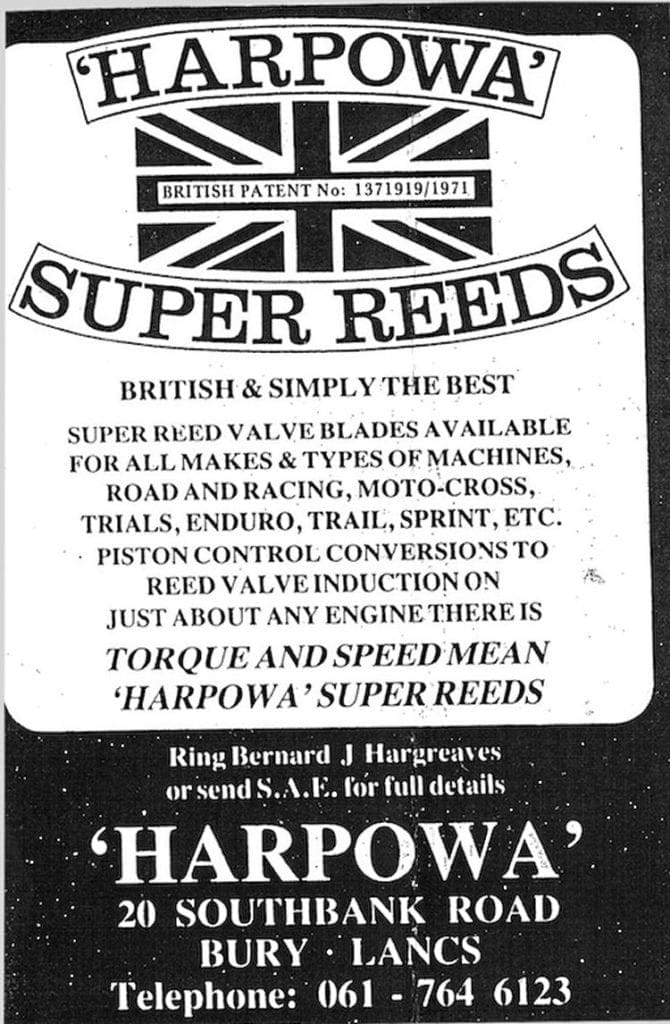 'HARPOWA'
BRITISH PATENT No: 1371919/1971
SUPER REEDS
BRITISH & SIMPLY THE BEST
SUPER REED VALVE BLADES AVAILABLE
FOR ALL MAKES & TYPES OF MACHINES,
ROAD AND RACING, MOTO-CROSS,
TRIALS, ENDURO, TRAIL, SPRINT, ETC.
PISTON CONTROL CONVERSIONS TO
REED VALVE INDUCTION ON
JUST ABOUT ANY ENGINE THERE IS
TORQUE AND SPEED MEAN
'HARPOWA' SUPER REEDS
Ring Bernard J Hargreaves
or send S.A.E. for full details
'HARPOWA'
20 SOUTHBANK ROAD
BURY · LANCS
Telephone: 061 - 764 6123